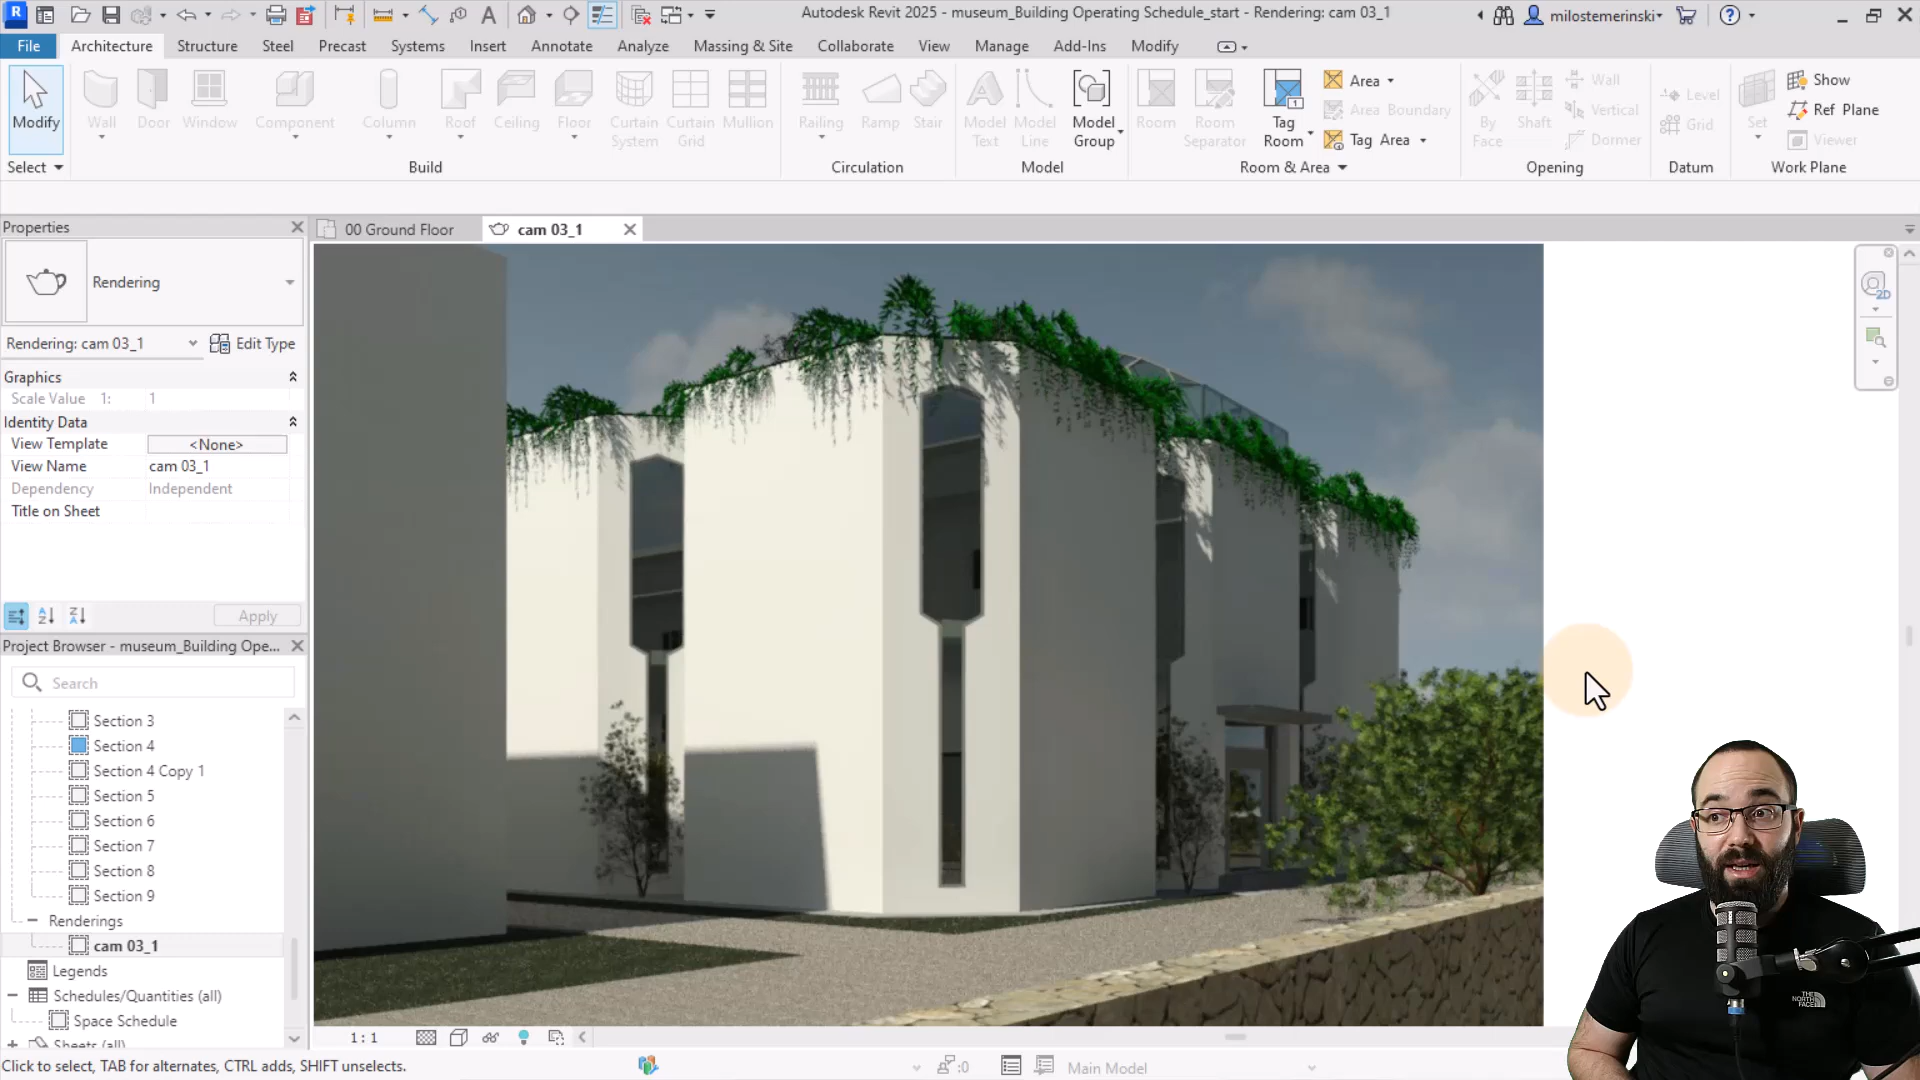 Autodesk Revit 2025 - museum_Building Operating Schedule_start - Rendering: cam 03_1
milostemerinski
File Architecture Structure Steel Precast Systems Insert Annotate Analyze Massing & Site Collaborate View Manage Add-Ins Modify
Modify
Wall
Door
Window
Component
Column
Roof
Ceiling
Floor
Curtain System
Curtain Grid
Mullion
Railing
Ramp
Stair
Model Text
Model Line
Model Group
Room
Room Separator
Tag Room
Area
Area Boundary
Tag Area
By Face
Shaft
Wall
Vertical
Dormer
Level
Grid
Set
Show
Ref Plane
Viewer
Select
Build
Circulation
Model
Room & Area
Opening
Datum
Work Plane
Properties
Rendering
Rendering: cam 03_1
Edit Type
Graphics
Scale Value 1: 1
Identity Data
View Template <None>
View Name cam 03_1
Dependency Independent
Title on Sheet
Apply
00 Ground Floor
cam 03_1
2D
Project Browser - museum_Building Ope...
Search
Section 3
Section 4
Section 4 Copy 1
Section 5
Section 6
Section 7
Section 8
Section 9
Renderings
cam 03_1
Legends
Schedules/Quantities (all)
Space Schedule
Sheets (all)
1 : 1
Click to select, TAB for alternates, CTRL adds, SHIFT unselects.
:0
Main Model
THE NORTH FACE